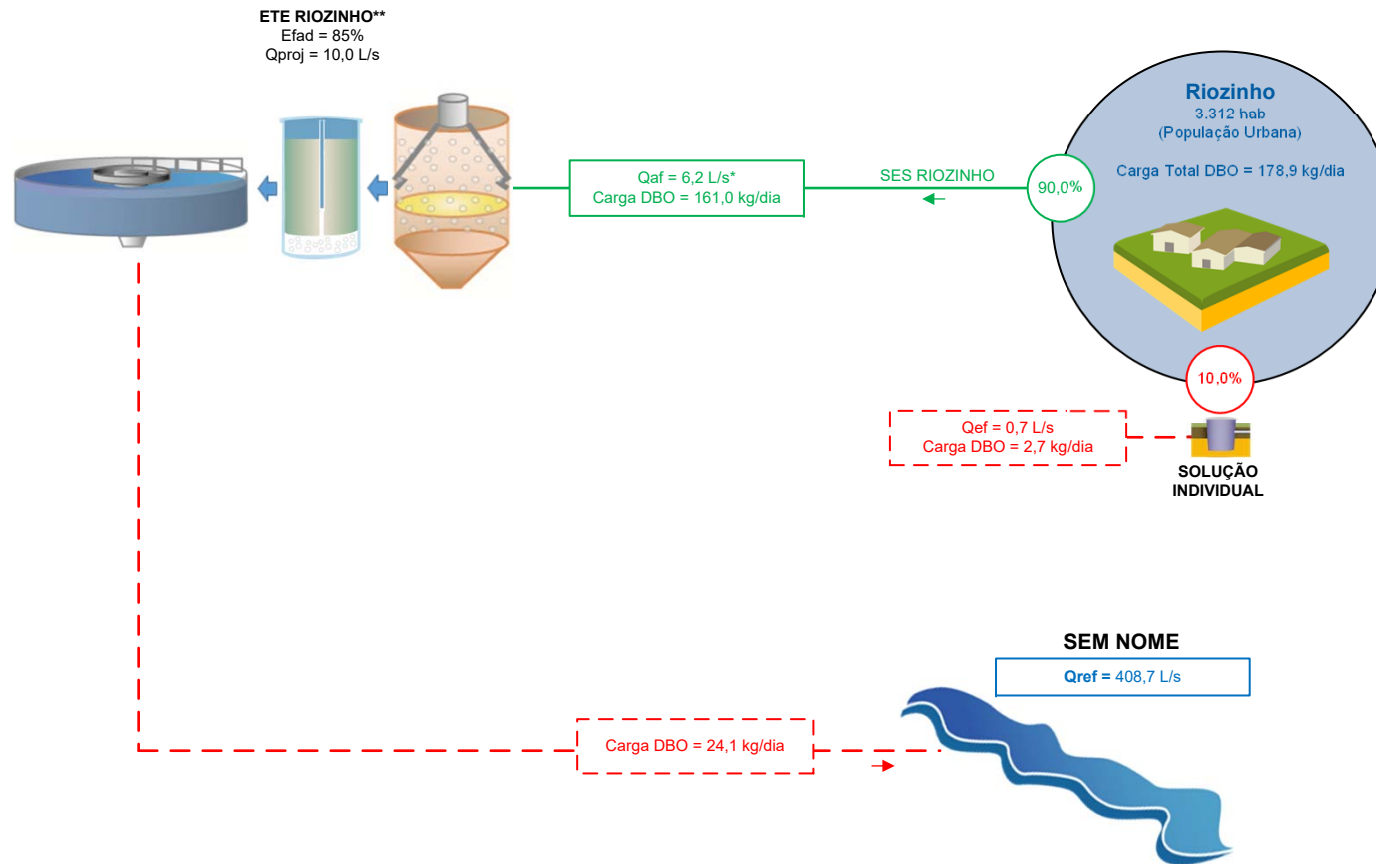 ETE RIOZINHO**
Efad = 85%
Qproj = 10,0 L/s
Riozinho
3.312 hab
(População Urbana)
Carga Total DBO = 178,9 kg/dia
Qaf = 6,2 L/s*
Carga DBO = 161,0 kg/dia
SES RIOZINHO
90,0%
10,0%
Qef = 0,7 L/s
Carga DBO = 2,7 kg/dia
SOLUÇÃO
INDIVIDUAL
SEM NOME
Qref = 408,7 L/s
Carga DBO = 24,1 kg/dia